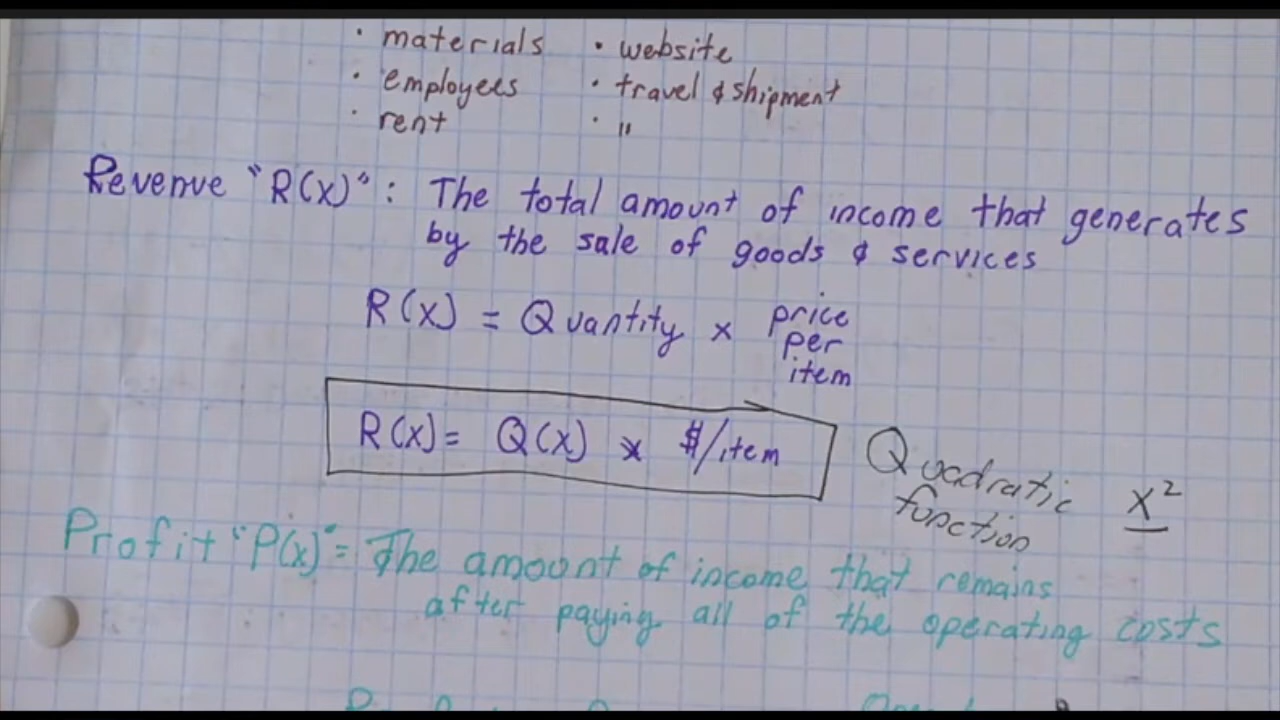 · materials · website
· employees · travel & shipment
· rent · "
Revenue "R(x)": The total amount of income that generates
by the sale of goods & services
R(x) = Quantity × price
per
item
R(x) = Q(x) × $/item
Quadratic x²
function
Profit "P(x)" = The amount of income that remains
after paying all of the operating costs